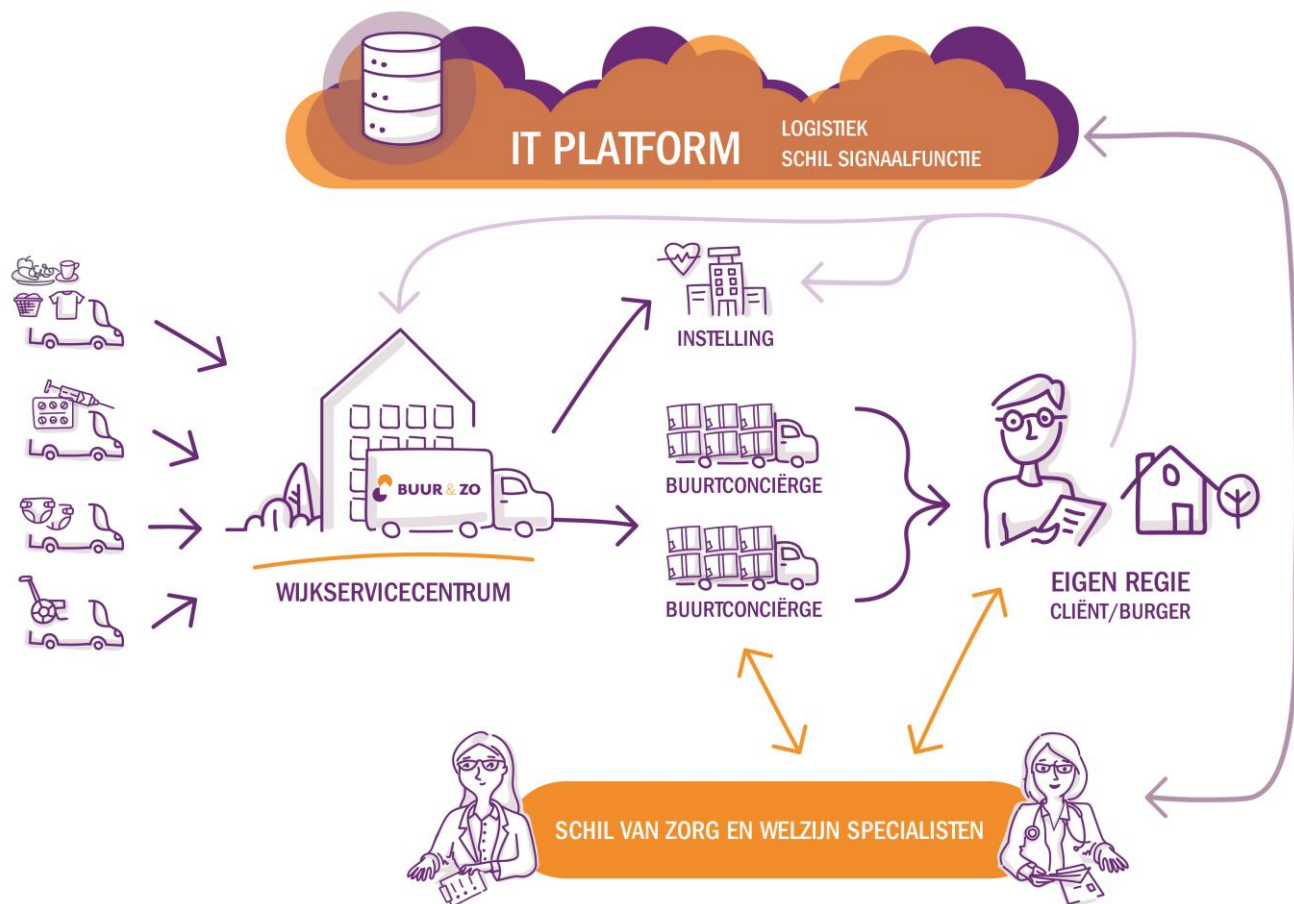 IT PLATFORM
LOGISTIEK
SCHIL SIGNAALFUNCTIE
INSTELLING
BUUR & ZO
WIJKSERVICECENTRUM
BUURTCONCIËRGE
BUURTCONCIËRGE
EIGEN REGIE
CLIËNT/BURGER
SCHIL VAN ZORG EN WELZIJN SPECIALISTEN